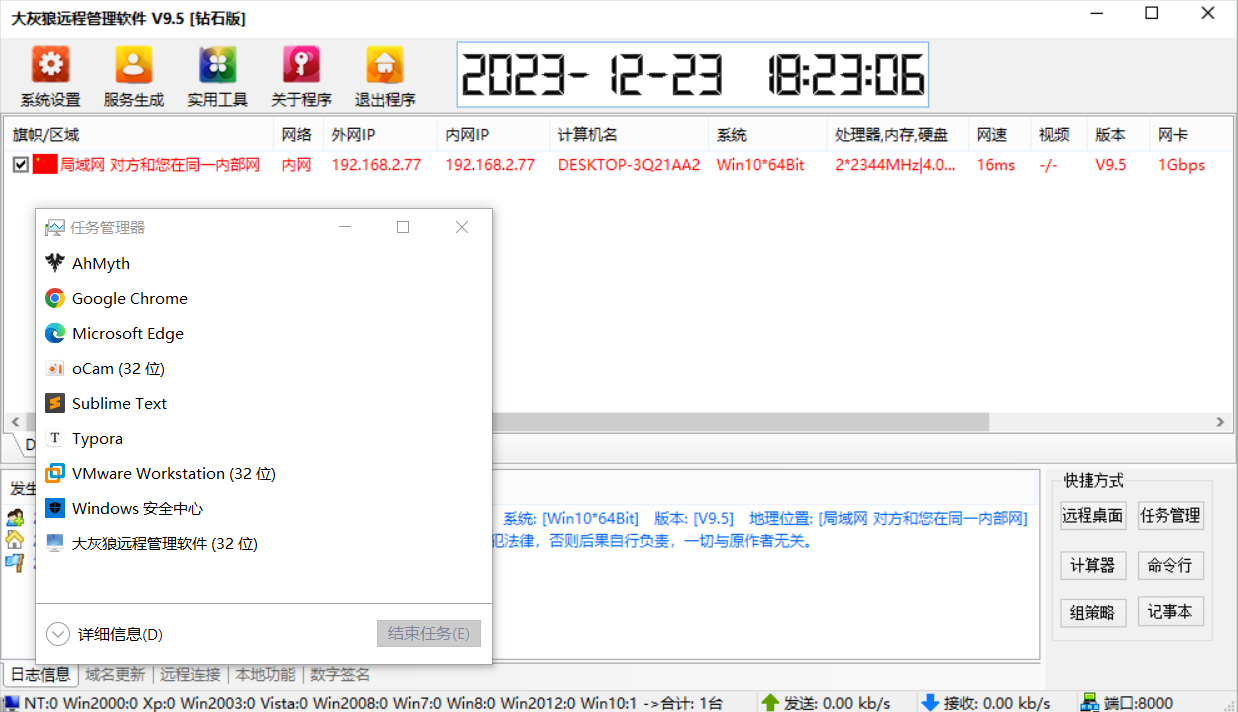 大灰狼远程管理软件 V9.5 [钻石版]
系统设置 服务生成 实用工具 关于程序 退出程序
2023-12-23 18:23:06
旗帜/区域 网络 外网IP 内网IP 计算机名 系统 处理器,内存,硬盘 网速 视频 版本 网卡
局域网 对方和您在同一内部网 内网 192.168.2.77 192.168.2.77 DESKTOP-3Q21AA2 Win10*64Bit 2*2344MHz|4.0... 16ms -/- V9.5 1Gbps
任务管理器
AhMyth
Google Chrome
Microsoft Edge
oCam (32 位)
Sublime Text
Typora
VMware Workstation (32 位)
Windows 安全中心
大灰狼远程管理软件 (32 位)
详细信息(D) 结束任务(E)
D
发生
系统: [Win10*64Bit] 版本: [V9.5] 地理位置: [局域网 对方和您在同一内部网]
犯法律，否则后果自行负责，一切与原作者无关。
快捷方式
远程桌面 任务管理
计算器 命令行
组策略 记事本
日志信息 域名更新 远程连接 本地功能 数字签名
NT:0 Win2000:0 Xp:0 Win2003:0 Vista:0 Win2008:0 Win7:0 Win8:0 Win2012:0 Win10:1 ->合计: 1台 发送: 0.00 kb/s 接收: 0.00 kb/s 端口:8000